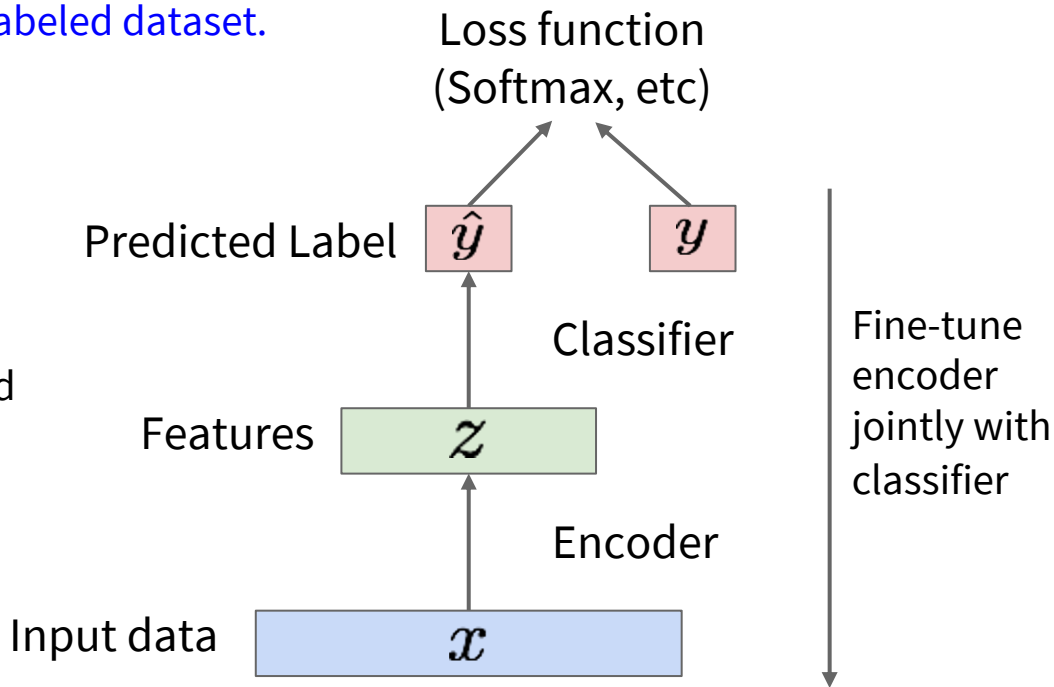 abeled dataset.
Loss function
(Softmax, etc)
Predicted Label
ŷ
y
Classifier
Fine-tune
encoder
jointly with
classifier
d
Features
z
Encoder
Input data
x